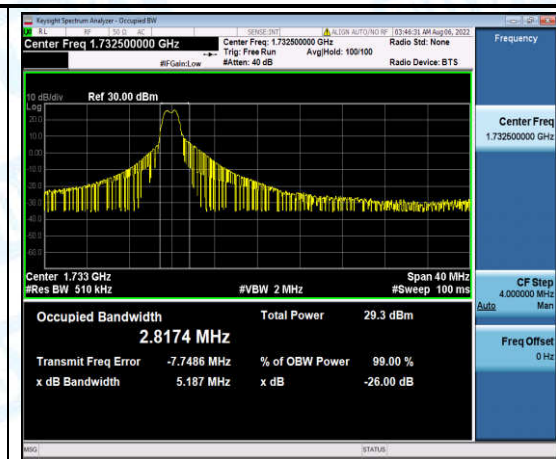 Keysight Spectrum Analyzer - Occupied BW
RL RF 50 Ω AC SENSE:INT ALIGN AUTO/NO RF 03:46:31 AM Aug 06, 2022
Center Freq 1.732500000 GHz
Center Freq: 1.732500000 GHz Radio Std: None
Trig: Free Run Avg|Hold: 100/100
#IFGain:Low #Atten: 40 dB Radio Device: BTS
Frequency
10 dB/div Ref 30.00 dBm
Log
20.0
10.0
0.00
-10.0
-20.0
-30.0
-40.0
-50.0
-60.0
Center 1.733 GHz Span 40 MHz
#Res BW 510 kHz #VBW 2 MHz #Sweep 100 ms
Occupied Bandwidth Total Power 29.3 dBm
2.8174 MHz
Transmit Freq Error -7.7486 MHz % of OBW Power 99.00 %
x dB Bandwidth 5.187 MHz x dB -26.00 dB
Center Freq
1.732500000 GHz
CF Step
4.000000 MHz
Auto Man
Freq Offset
0 Hz
MSG STATUS